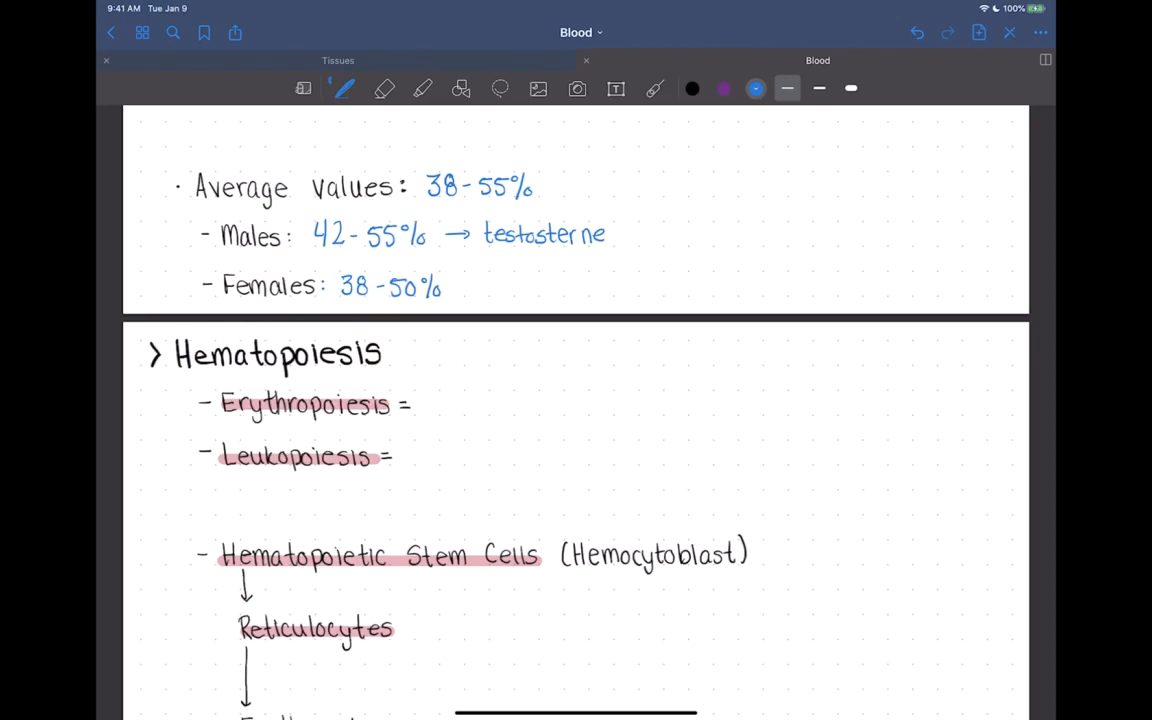 9:41 AM Tue Jan 9
100%
Blood
Tissues
Blood
T
· Average values: 38-55%
- Males: 42-55% → testosterne
- Females: 38-50%
> Hematopoiesis
- Erythropoiesis =
- Leukopoiesis =
- Hematopoietic Stem Cells (Hemocytoblast)
↓
Reticulocytes
↓